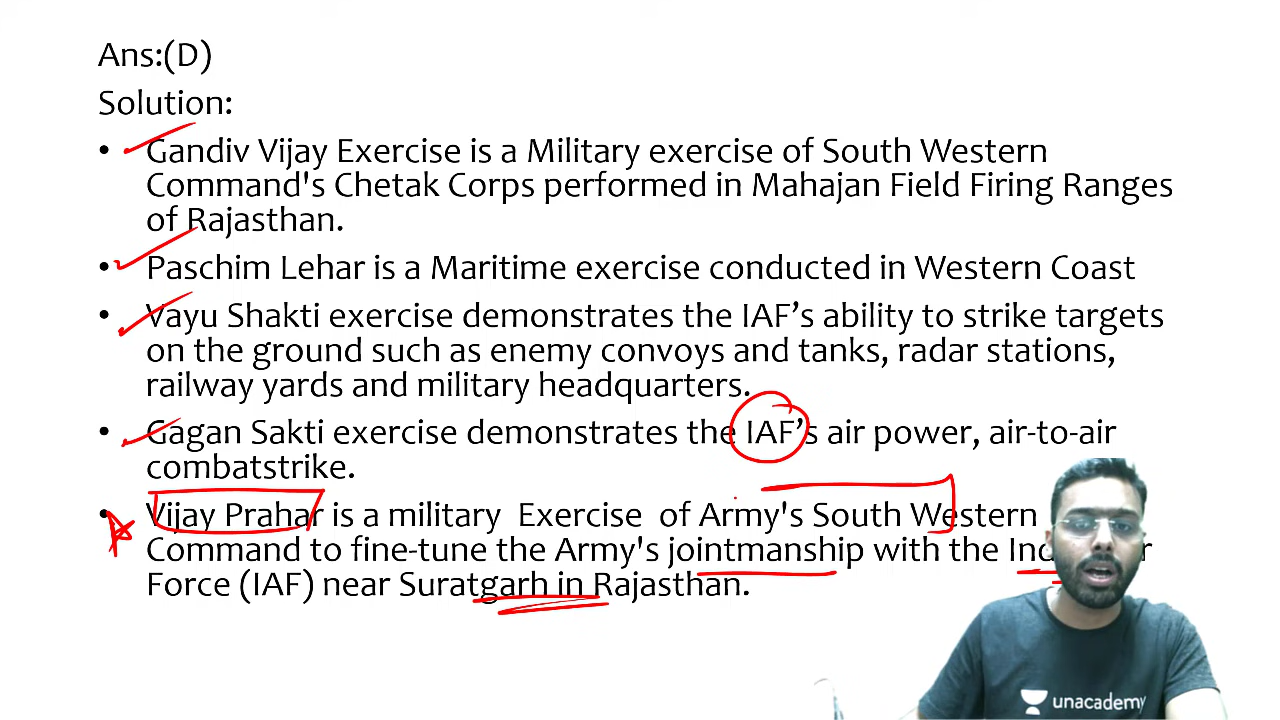 Ans:(D)
Solution:
• Gandiv Vijay Exercise is a Military exercise of South Western
Command's Chetak Corps performed in Mahajan Field Firing Ranges
of Rajasthan.
• Paschim Lehar is a Maritime exercise conducted in Western Coast
• Vayu Shakti exercise demonstrates the IAF’s ability to strike targets
on the ground such as enemy convoys and tanks, radar stations,
railway yards and military headquarters.
• Gagan Sakti exercise demonstrates the IAF’s air power, air-to-air
combatstrike.
• Vijay Prahar is a military Exercise of Army's South Western
Command to fine-tune the Army's jointmanship with the
Force (IAF) near Suratgarh in Rajasthan.
unacademy